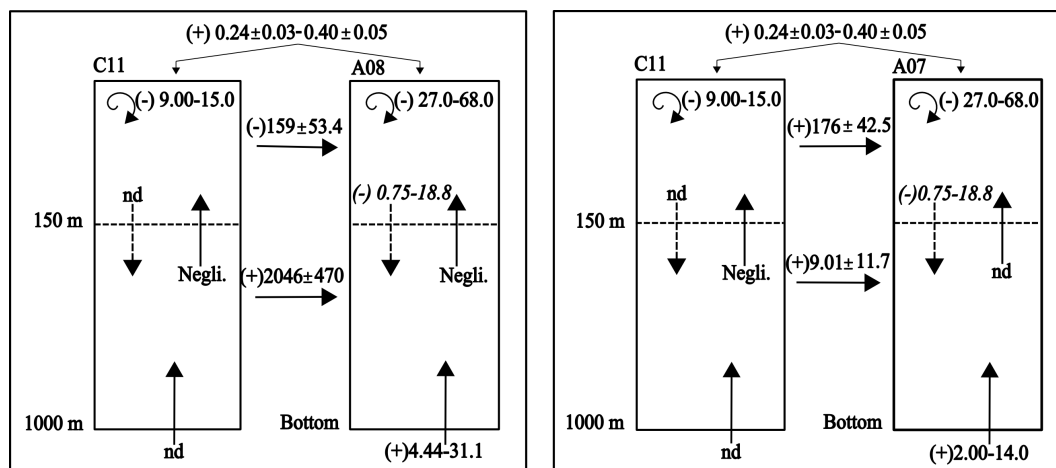 (+) 0.24±0.03-0.40±0.05
C11
A08
(-) 9.00-15.0
(-) 27.0-68.0
(-)159±53.4
nd
(-) 0.75-18.8
150 m
Negli.
Negli.
(+)2046±470
1000 m
Bottom
nd
(+)4.44-31.1
(+) 0.24±0.03-0.40±0.05
C11
A07
(-) 9.00-15.0
(-) 27.0-68.0
(+)176±42.5
nd
(-)0.75-18.8
150 m
Negli.
nd
(+)9.01±11.7
1000 m
Bottom
nd
(+)2.00-14.0